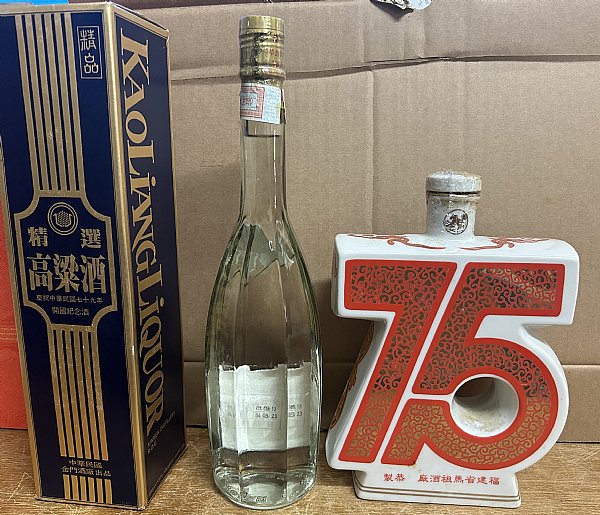 精品
KAOLIANG LIQUOR
精選
高粱酒
慶祝中華民國七十九年
開國紀念酒
中華民國
金門酒廠出品
75
福建省馬祖酒廠 恭製